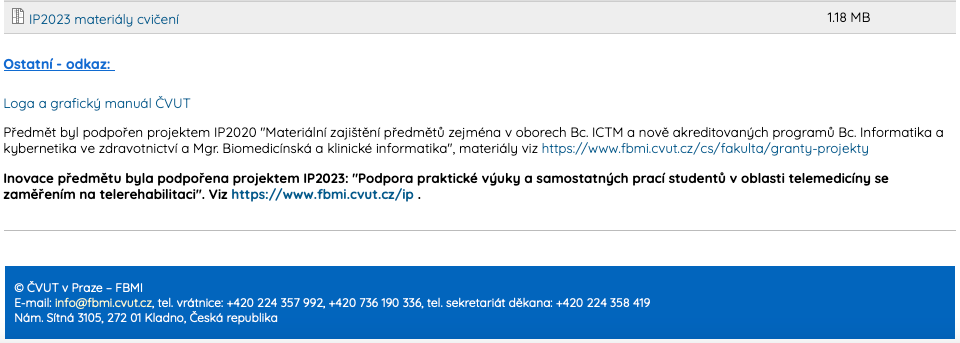 IP2023 materiály cvičení 1.18 MB
Ostatní - odkaz:
Loga a grafický manuál ČVUT
Předmět byl podpořen projektem IP2020 "Materiální zajištění předmětů zejména v oborech Bc. ICTM a nově akreditovaných programů Bc. Informatika a
kybernetika ve zdravotnictví a Mgr. Biomedicínská a klinické informatika", materiály viz https://www.fbmi.cvut.cz/cs/fakulta/granty-projekty
Inovace předmětu byla podpořena projektem IP2023: "Podpora praktické výuky a samostatných prací studentů v oblasti telemedicíny se
zaměřením na telerehabilitaci". Viz https://www.fbmi.cvut.cz/ip .
© ČVUT v Praze – FBMI
E-mail: info@fbmi.cvut.cz, tel. vrátnice: +420 224 357 992, +420 736 190 336, tel. sekretariát děkana: +420 224 358 419
Nám. Sítná 3105, 272 01 Kladno, Česká republika